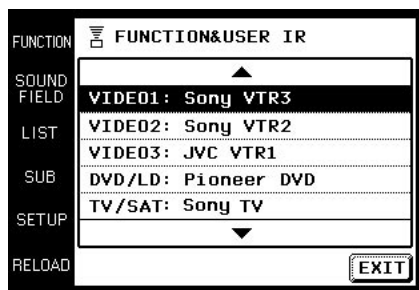 FUNCTION
SOUND
FIELD
LIST
SUB
SETUP
RELOAD
FUNCTION&USER IR
VIDEO1: Sony VTR3
VIDEO2: Sony VTR2
VIDEO3: JVC VTR1
DVD/LD: Pioneer DVD
TV/SAT: Sony TV
EXIT